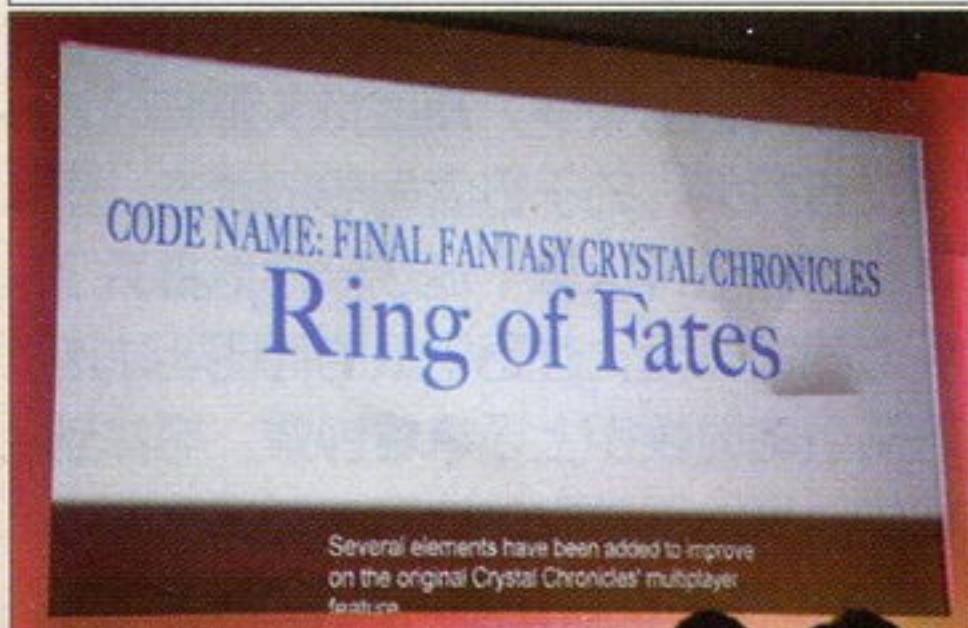 CODE NAME: FINAL FANTASY CRYSTAL CHRONICLES
Ring of Fates
Several elements have been added to improve
on the original Crystal Chronicles' multiplayer
feature